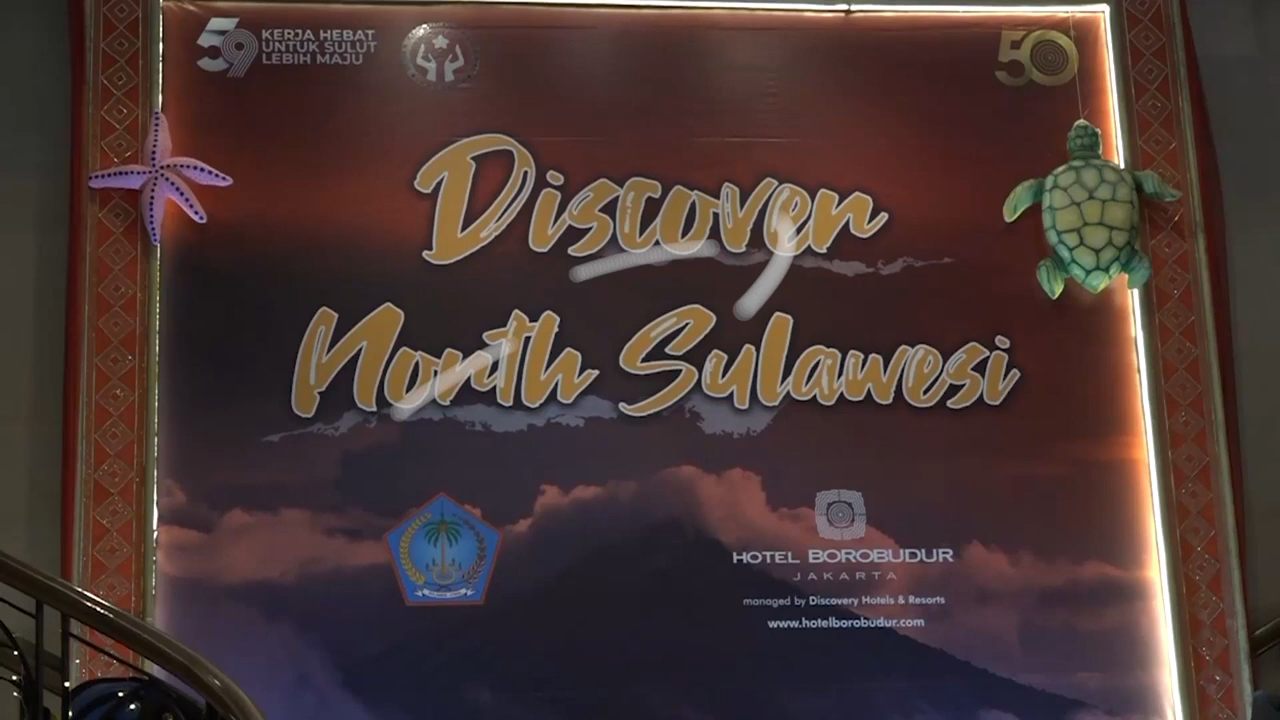 59 KERJA HEBAT
UNTUK SULUT
LEBIH MAJU
50
Discover
North Sulawesi
HOTEL BOROBUDUR
JAKARTA
managed by Discovery Hotels & Resorts
www.hotelborobudur.com